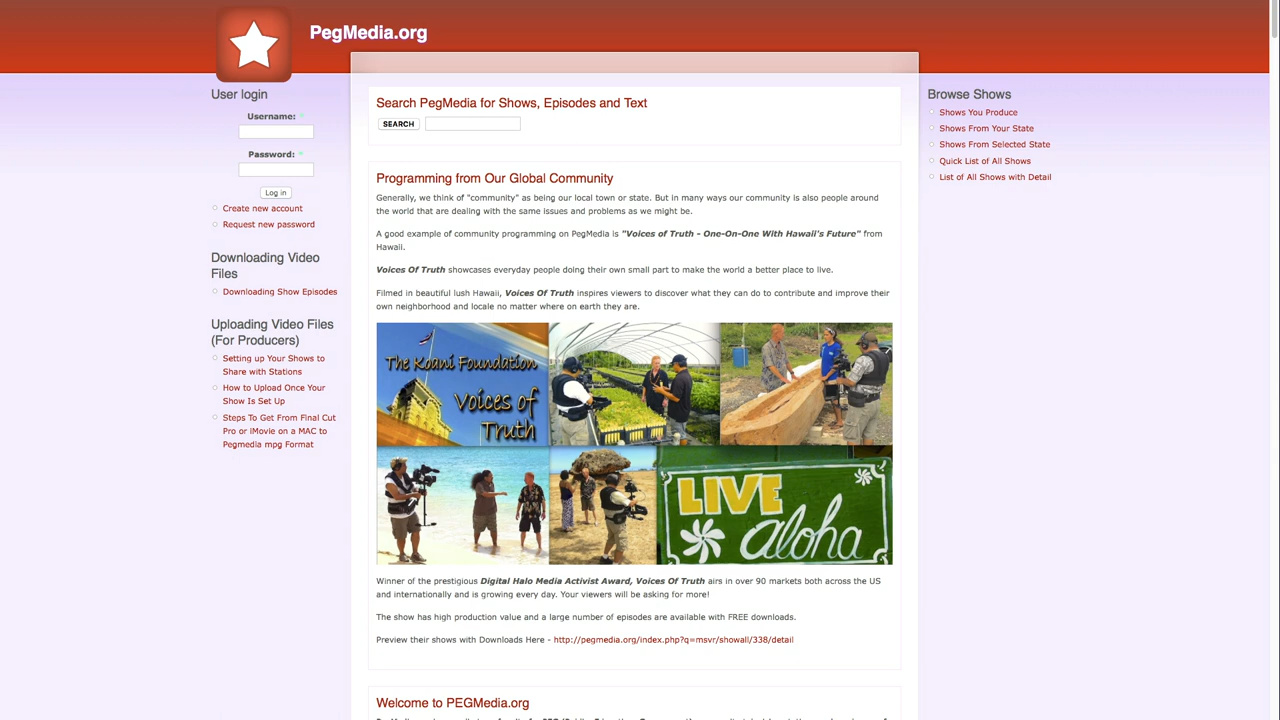 PegMedia.org
User login
Username: *
Password: *
Log in
Create new account
Request new password
Downloading Video
Files
Downloading Show Episodes
Uploading Video Files
(For Producers)
Setting up Your Shows to
Share with Stations
How to Upload Once Your
Show Is Set Up
Steps To Get From Final Cut
Pro or iMovie on a MAC to
Pegmedia mpg Format
Search PegMedia for Shows, Episodes and Text
SEARCH
Programming from Our Global Community
Generally, we think of "community" as being our local town or state. But in many ways our community is also people around
the world that are dealing with the same issues and problems as we might be.
A good example of community programming on PegMedia is "Voices of Truth - One-On-One With Hawaii's Future" from
Hawaii.
Voices Of Truth showcases everyday people doing their own small part to make the world a better place to live.
Filmed in beautiful lush Hawaii, Voices Of Truth inspires viewers to discover what they can do to contribute and improve their
own neighborhood and locale no matter where on earth they are.
The Koani Foundation
Voices of
Truth
LIVE
aloha
Winner of the prestigious Digital Halo Media Activist Award, Voices Of Truth airs in over 90 markets both across the US
and internationally and is growing every day. Your viewers will be asking for more!
The show has high production value and a large number of episodes are available with FREE downloads.
Preview their shows with Downloads Here - http://pegmedia.org/index.php?q=msvr/showall/338/detail
Welcome to PEGMedia.org
Browse Shows
Shows You Produce
Shows From Your State
Shows From Selected State
Quick List of All Shows
List of All Shows with Detail